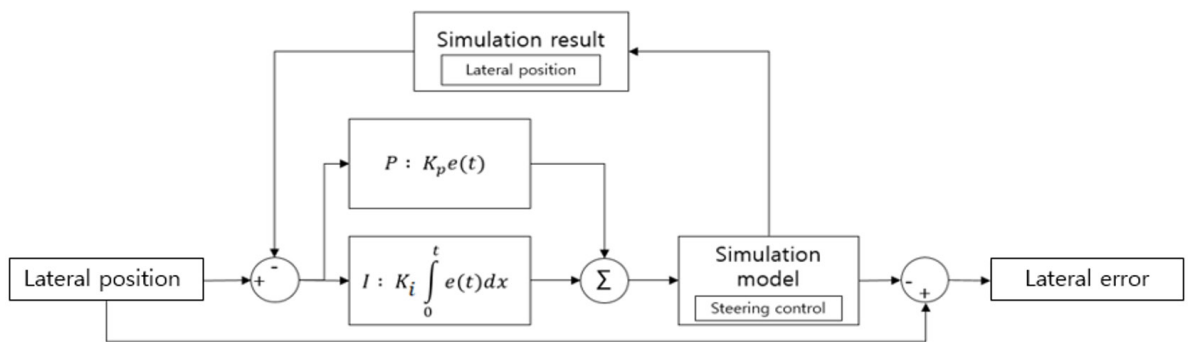 Simulation result
Lateral position
P : K_p e(t)
Lateral position
+
-
I : K_i ∫_0^t e(t)dx
Σ
Simulation
model
Steering control
-
+
Lateral error